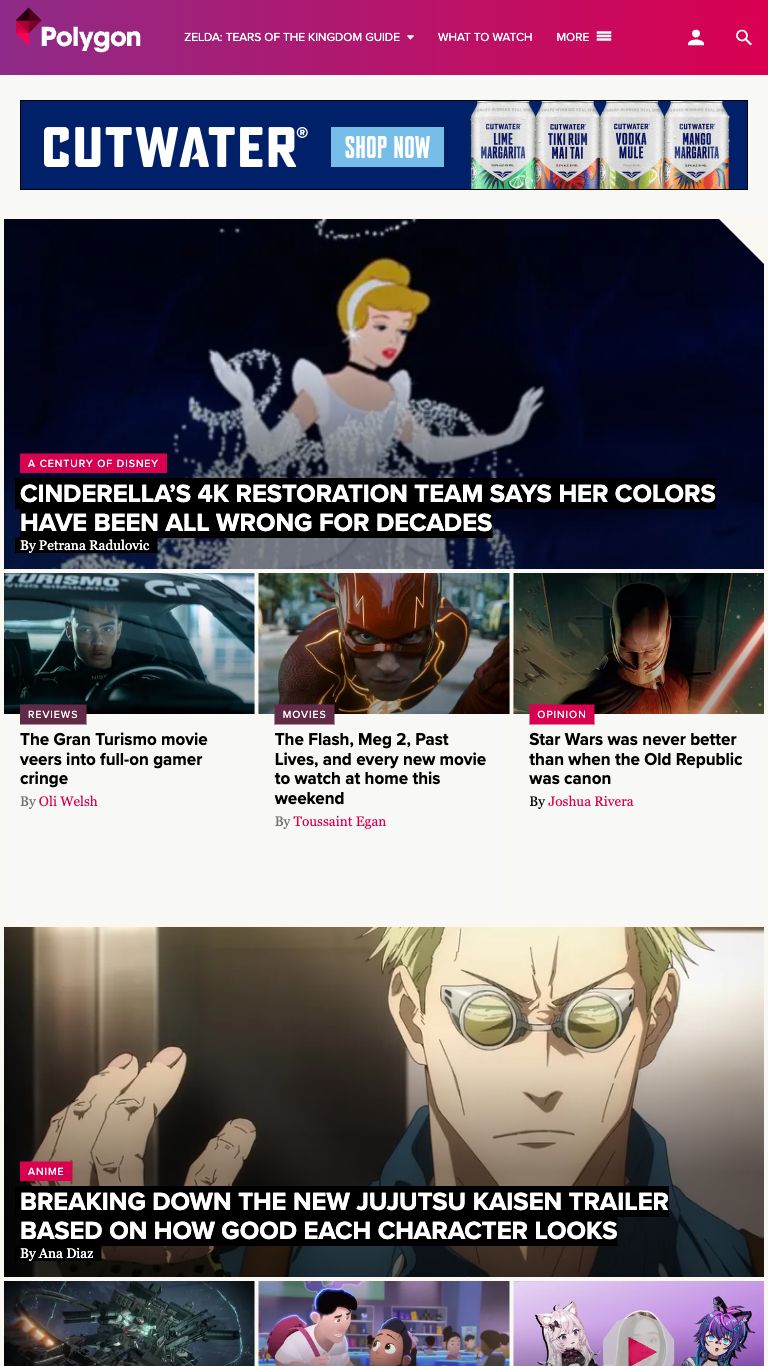 Polygon
ZELDA: TEARS OF THE KINGDOM GUIDE
WHAT TO WATCH
MORE
CUTWATER®
SHOP NOW
CUTWATER
LIME
MARGARITA
CUTWATER
TIKI RUM
MAI TAI
CUTWATER
VODKA
MULE
CUTWATER
MANGO
MARGARITA
A CENTURY OF DISNEY
CINDERELLA'S 4K RESTORATION TEAM SAYS HER COLORS
HAVE BEEN ALL WRONG FOR DECADES
By Petrana Radulovic
TURISMO
GT
REVIEWS
The Gran Turismo movie
veers into full-on gamer
cringe
By Oli Welsh
MOVIES
The Flash, Meg 2, Past
Lives, and every new movie
to watch at home this
weekend
By Toussaint Egan
OPINION
Star Wars was never better
than when the Old Republic
was canon
By Joshua Rivera
ANIME
BREAKING DOWN THE NEW JUJUTSU KAISEN TRAILER
BASED ON HOW GOOD EACH CHARACTER LOOKS
By Ana Diaz